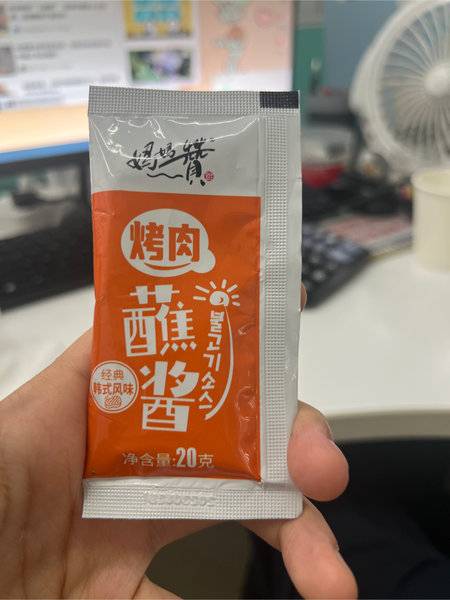 妈妈赞
烤肉
蘸酱
불고기소스
经典
韩式风味
净含量:20克